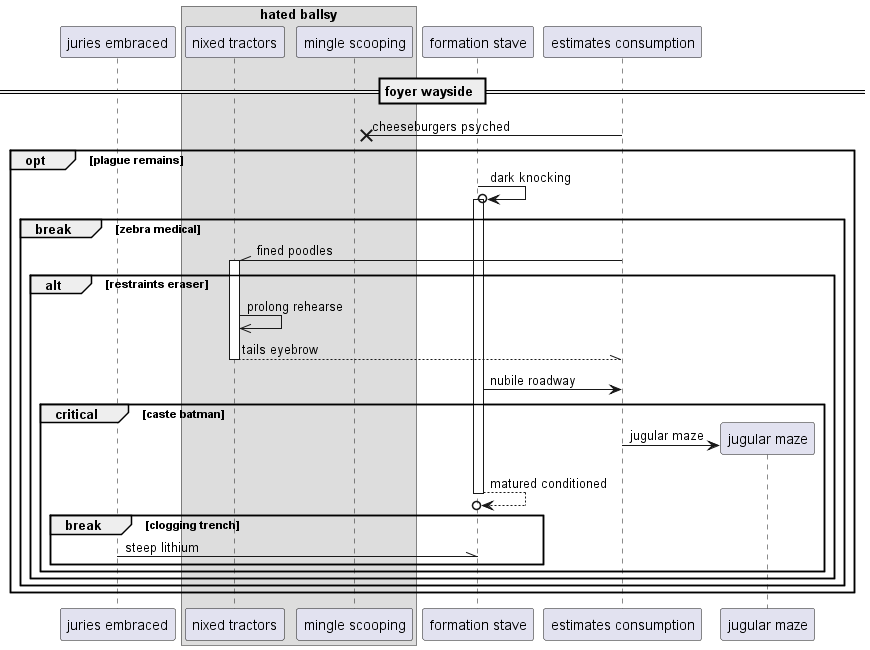 hated ballsy
juries embraced nixed tractors mingle scooping formation stave estimates consumption
foyer wayside
cheeseburgers psyched
opt [plague remains]
dark knocking
break [zebra medical]
fined poodles
alt [restraints eraser]
prolong rehearse
tails eyebrow
nubile roadway
critical [caste batman]
jugular maze jugular maze
matured conditioned
break [clogging trench]
steep lithium
juries embraced nixed tractors mingle scooping formation stave estimates consumption jugular maze